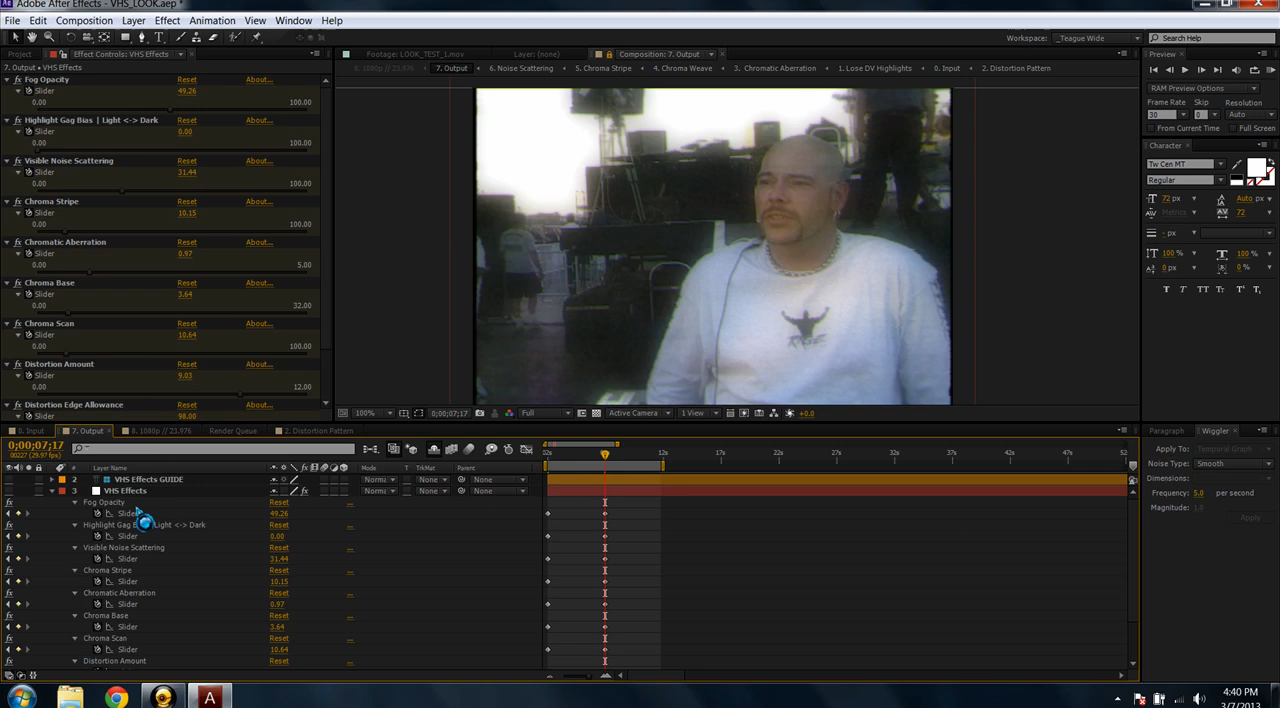 Adobe After Effects - VHS_LOOK.aep *
File Edit Composition Layer Effect Animation View Window Help
Workspace: _Teague Wide Search Help
Project Effect Controls: VHS Effects Footage: LOOK_TEST_1.mov Layer: (none) Composition: 7. Output Preview
7. Output • VHS Effects 8. 1080p // 23.976 7. Output 6. Noise Scattering 5. Chroma Stripe 4. Chroma Weave 3. Chromatic Aberration 1. Lose DV Highlights 0. Input 2. Distortion Pattern
Fog Opacity Reset About...
Slider 49.26
0.00 100.00
Highlight Gag Bias | Light <-> Dark Reset About...
Slider 0.00
0.00 100.00
Visible Noise Scattering Reset About...
Slider 31.44
0.00 100.00
Chroma Stripe Reset About...
Slider 10.15
0.00 100.00
Chromatic Aberration Reset About...
Slider 0.97
0.00 5.00
Chroma Base Reset About...
Slider 3.64
0.00 32.00
Chroma Scan Reset About...
Slider 10.64
0.00 100.00
Distortion Amount Reset About...
Slider 9.03
0.00 12.00
Distortion Edge Allowance Reset About...
Slider 98.00
RAM Preview Options
Frame Rate Skip Resolution
30 0 Auto
From Current Time Full Screen
Character
Tw Cen MT
Regular
72 px Auto px
Metrics 72
- px
100 % 100 %
0 px 0 %
T T TT Tt T' T,
100% 0;00;07;17 Full Active Camera 1 View +0.0
0. Input 7. Output 8. 1080p // 23.976 Render Queue 2. Distortion Pattern
0;00;07;17
00227 (29.97 fps)
02s 12s 17s 22s 27s 32s 37s 42s 47s 52
# Layer Name Mode T TrkMat Parent
2 VHS Effects GUIDE Norma None None
3 VHS Effects Norma None None
Fog Opacity Reset ...
Slider 49.26
Highlight Gag Light <-> Dark Reset ...
Slider 0.00
Visible Noise Scattering Reset ...
Slider 31.44
Chroma Stripe Reset ...
Slider 10.15
Chromatic Aberration Reset ...
Slider 0.97
Chroma Base Reset ...
Slider 3.64
Chroma Scan Reset ...
Slider 10.64
Distortion Amount Reset ...
Paragraph Wiggler
Apply To: Temporal Graph
Noise Type: Smooth
Dimensions:
Frequency: 5.0 per second
Magnitude: 1.0
Apply
4:40 PM
3/7/2013